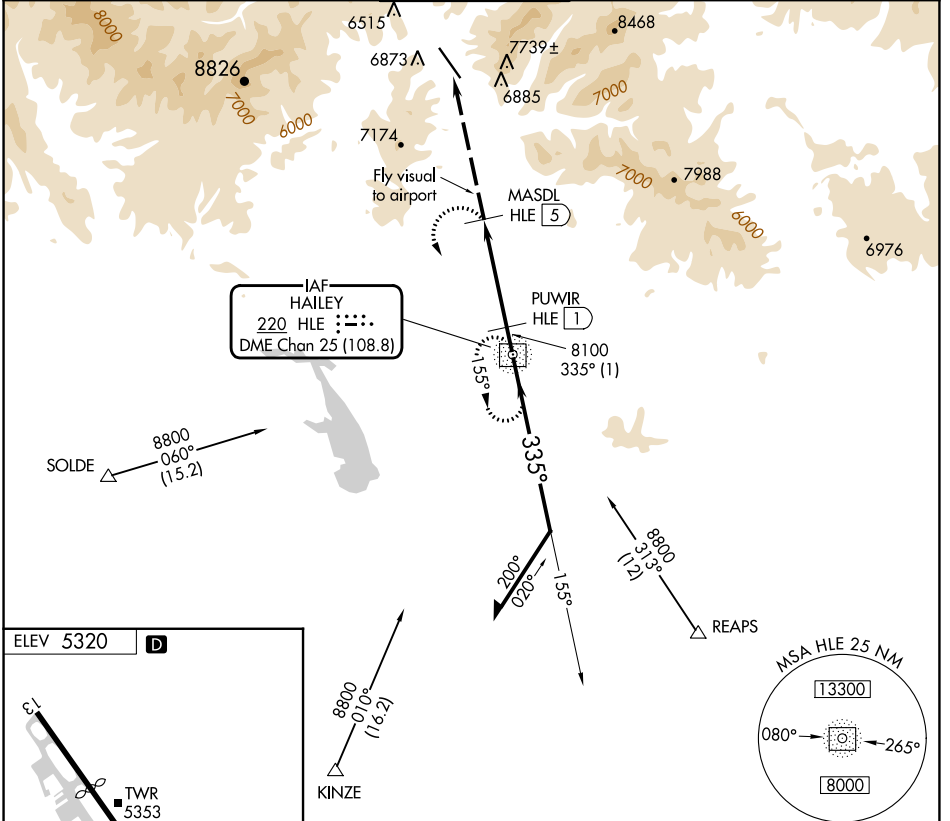 8000
6515
8468
8826
6873
7739±
7000
6885
7000
6000
7174
Fly visual
to airport
7000
7988
MASDL
HLE 5
6000
6976
IAF
HAILEY
220 HLE
DME Chan 25 (108.8)
PUWIR
HLE 1
8100
335° (1)
155°
335°
8800
060°
(15.2)
SOLDE
8800
313°
(12)
200°
020°
155°
REAPS
ELEV 5320 D
13
TWR
5353
8800
010°
(16.2)
KINZE
MSA HLE 25 NM
13300
080°
265°
8000